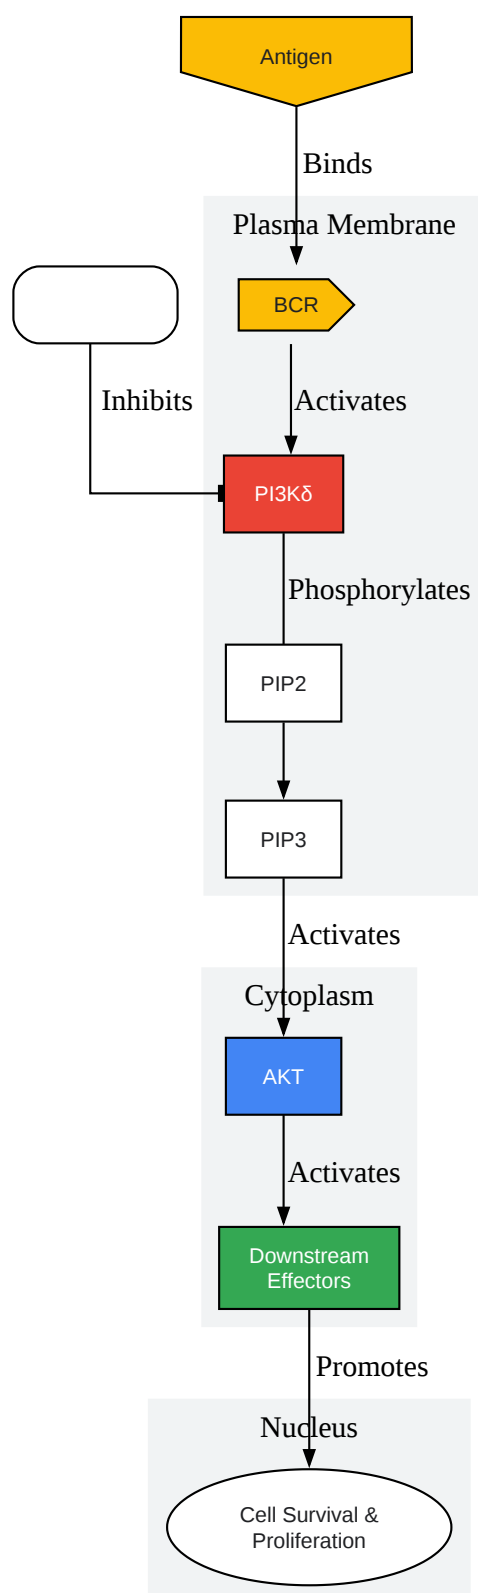 Antigen
Binds
Plasma Membrane
BCR
Inhibits
Activates
PI3Kδ
Phosphorylates
PIP2
PIP3
Activates
Cytoplasm
AKT
Activates
Downstream
Effectors
Promotes
Nucleus
Cell Survival &
Proliferation